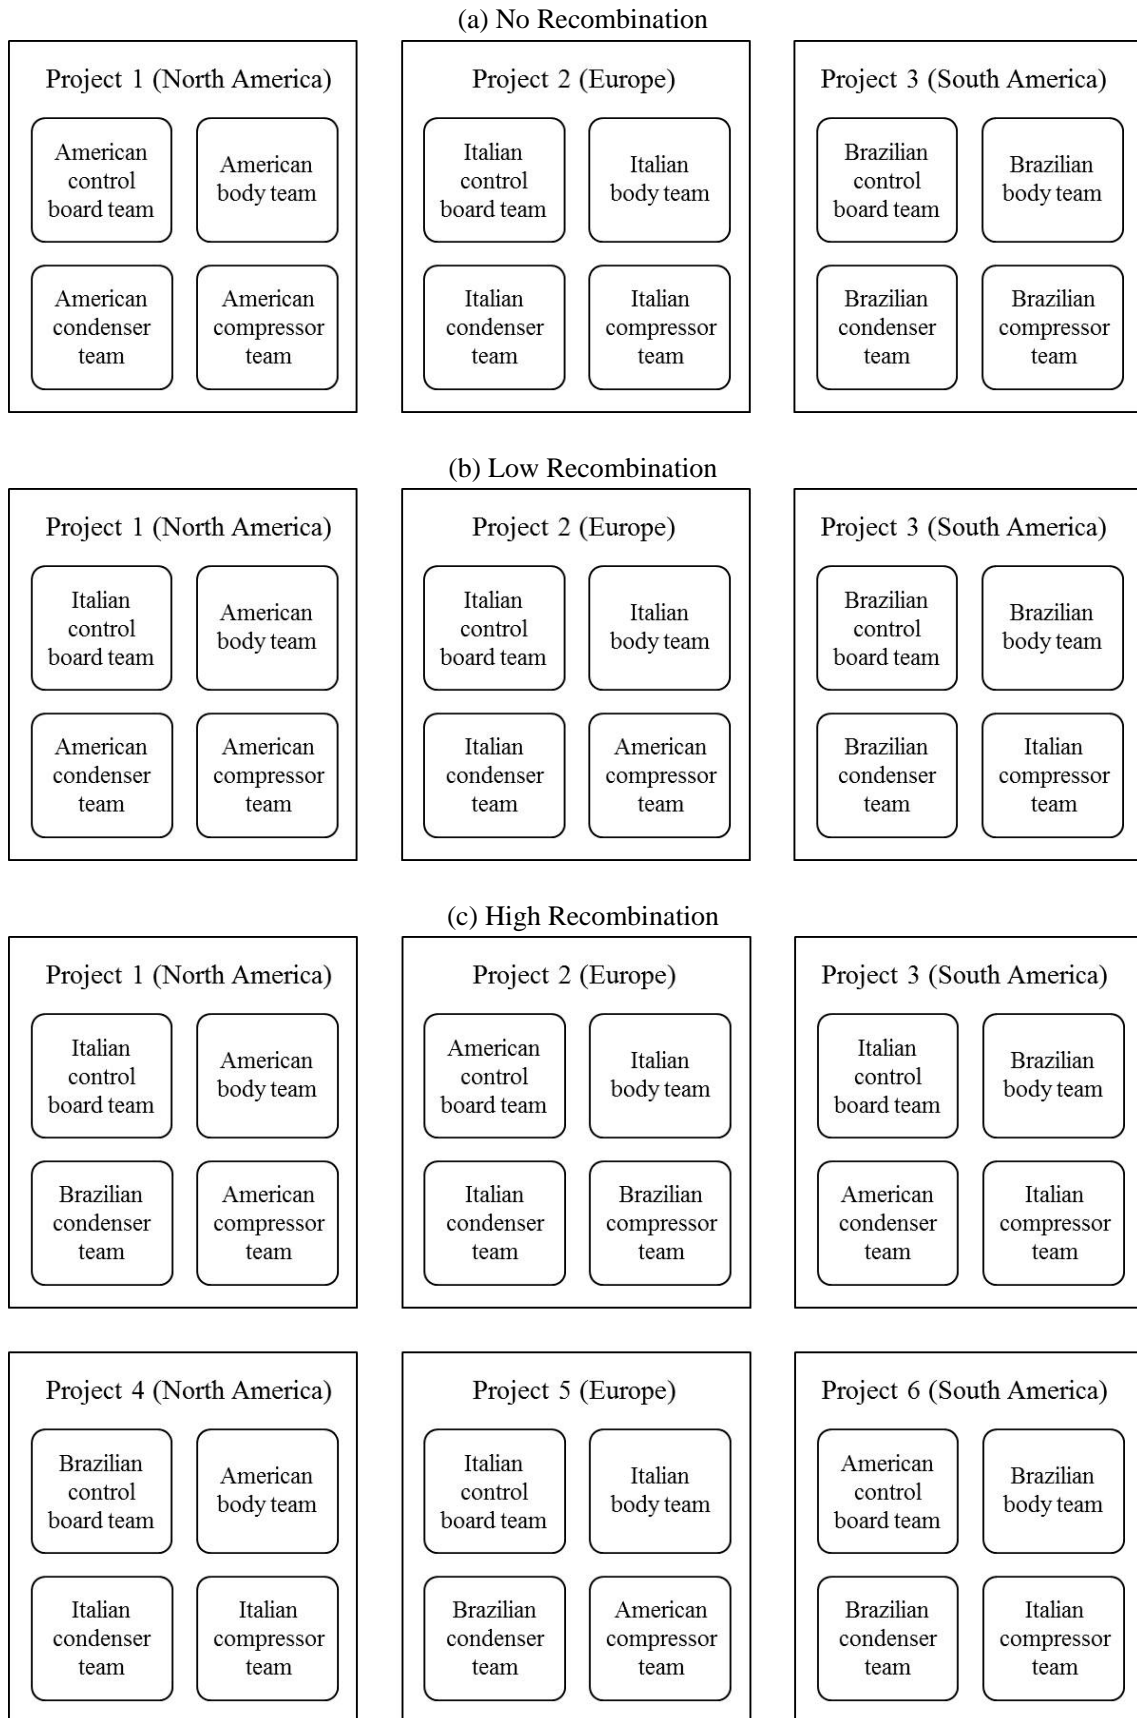 (a) No Recombination
Project 1 (North America)
American
control
board team
American
body team
American
condenser
team
American
compressor
team
Project 2 (Europe)
Italian
control
board team
Italian
body team
Italian
condenser
team
Italian
compressor
team
Project 3 (South America)
Brazilian
control
board team
Brazilian
body team
Brazilian
condenser
team
Brazilian
compressor
team
(b) Low Recombination
Project 1 (North America)
Italian
control
board team
American
body team
American
condenser
team
American
compressor
team
Project 2 (Europe)
Italian
control
board team
Italian
body team
Italian
condenser
team
American
compressor
team
Project 3 (South America)
Brazilian
control
board team
Brazilian
body team
Brazilian
condenser
team
Italian
compressor
team
(c) High Recombination
Project 1 (North America)
Italian
control
board team
American
body team
Brazilian
condenser
team
American
compressor
team
Project 2 (Europe)
American
control
board team
Italian
body team
Italian
condenser
team
Brazilian
compressor
team
Project 3 (South America)
Italian
control
board team
Brazilian
body team
American
condenser
team
Italian
compressor
team
Project 4 (North America)
Brazilian
control
board team
American
body team
Italian
condenser
team
Italian
compressor
team
Project 5 (Europe)
Italian
control
board team
Italian
body team
Brazilian
condenser
team
American
compressor
team
Project 6 (South America)
American
control
board team
Brazilian
body team
Brazilian
condenser
team
Italian
compressor
team